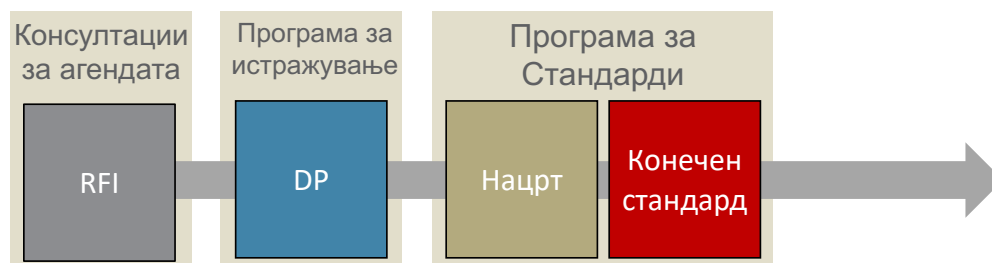 Консултации
за агендата
RFI
Програма за
истражување
DP
Програма за
Стандарди
Нацрт
Конечен
стандард